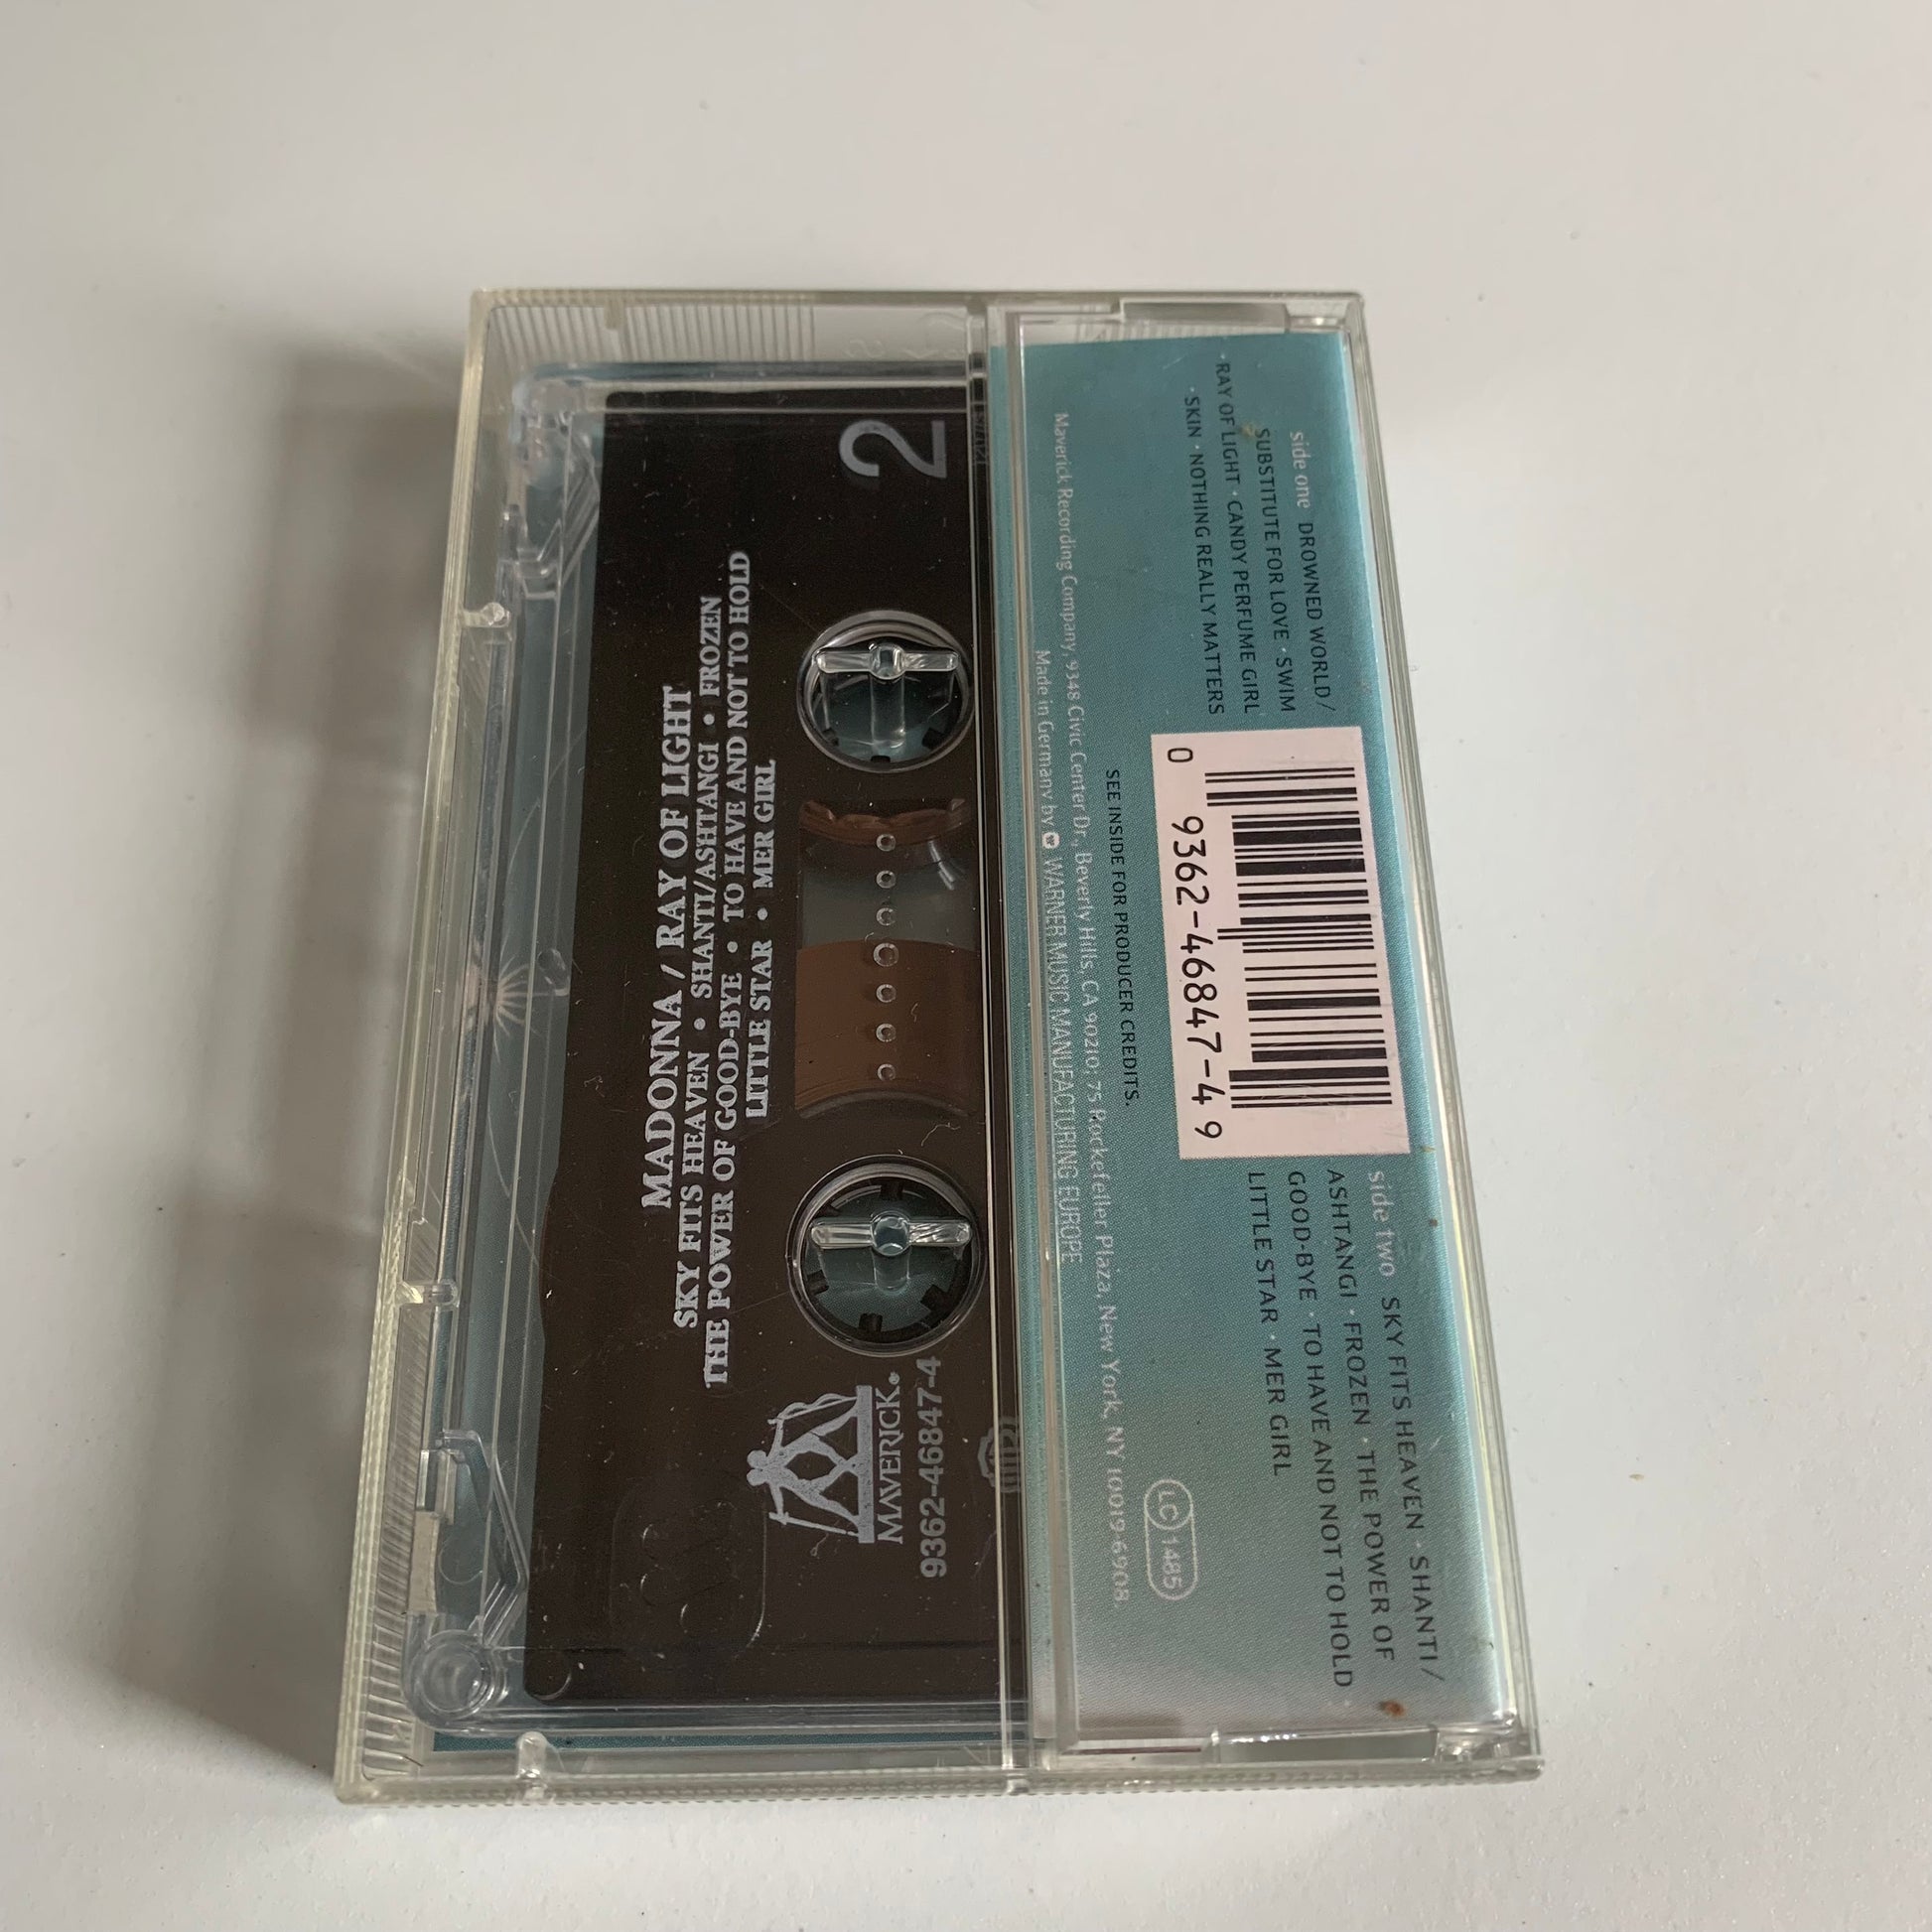 2
MADONNA / RAY OF LIGHT
SKY FITS HEAVEN • SHANTI/ASHTANGI • FROZEN
THE POWER OF GOOD-BYE • TO HAVE AND NOT TO HOLD
LITTLE STAR • MER GIRL
MAVERICK®
9362-46847-4
side one DROWNED WORLD /
SUBSTITUTE FOR LOVE · SWIM
· RAY OF LIGHT · CANDY PERFUME GIRL
· SKIN · NOTHING REALLY MATTERS
0 9362-46847-4 9
side two SKY FITS HEAVEN · SHANTI /
ASHTANGI · FROZEN · THE POWER OF
GOOD-BYE · TO HAVE AND NOT TO HOLD ·
LITTLE STAR · MER GIRL
SEE INSIDE FOR PRODUCER CREDITS.
LC 1485
Maverick Recording Company, 9348 Civic Center Dr., Beverly Hills, CA 90210; 75 Rockefeller Plaza, New York, NY 10019-6908.
Made in Germany by WARNER MUSIC MANUFACTURING EUROPE